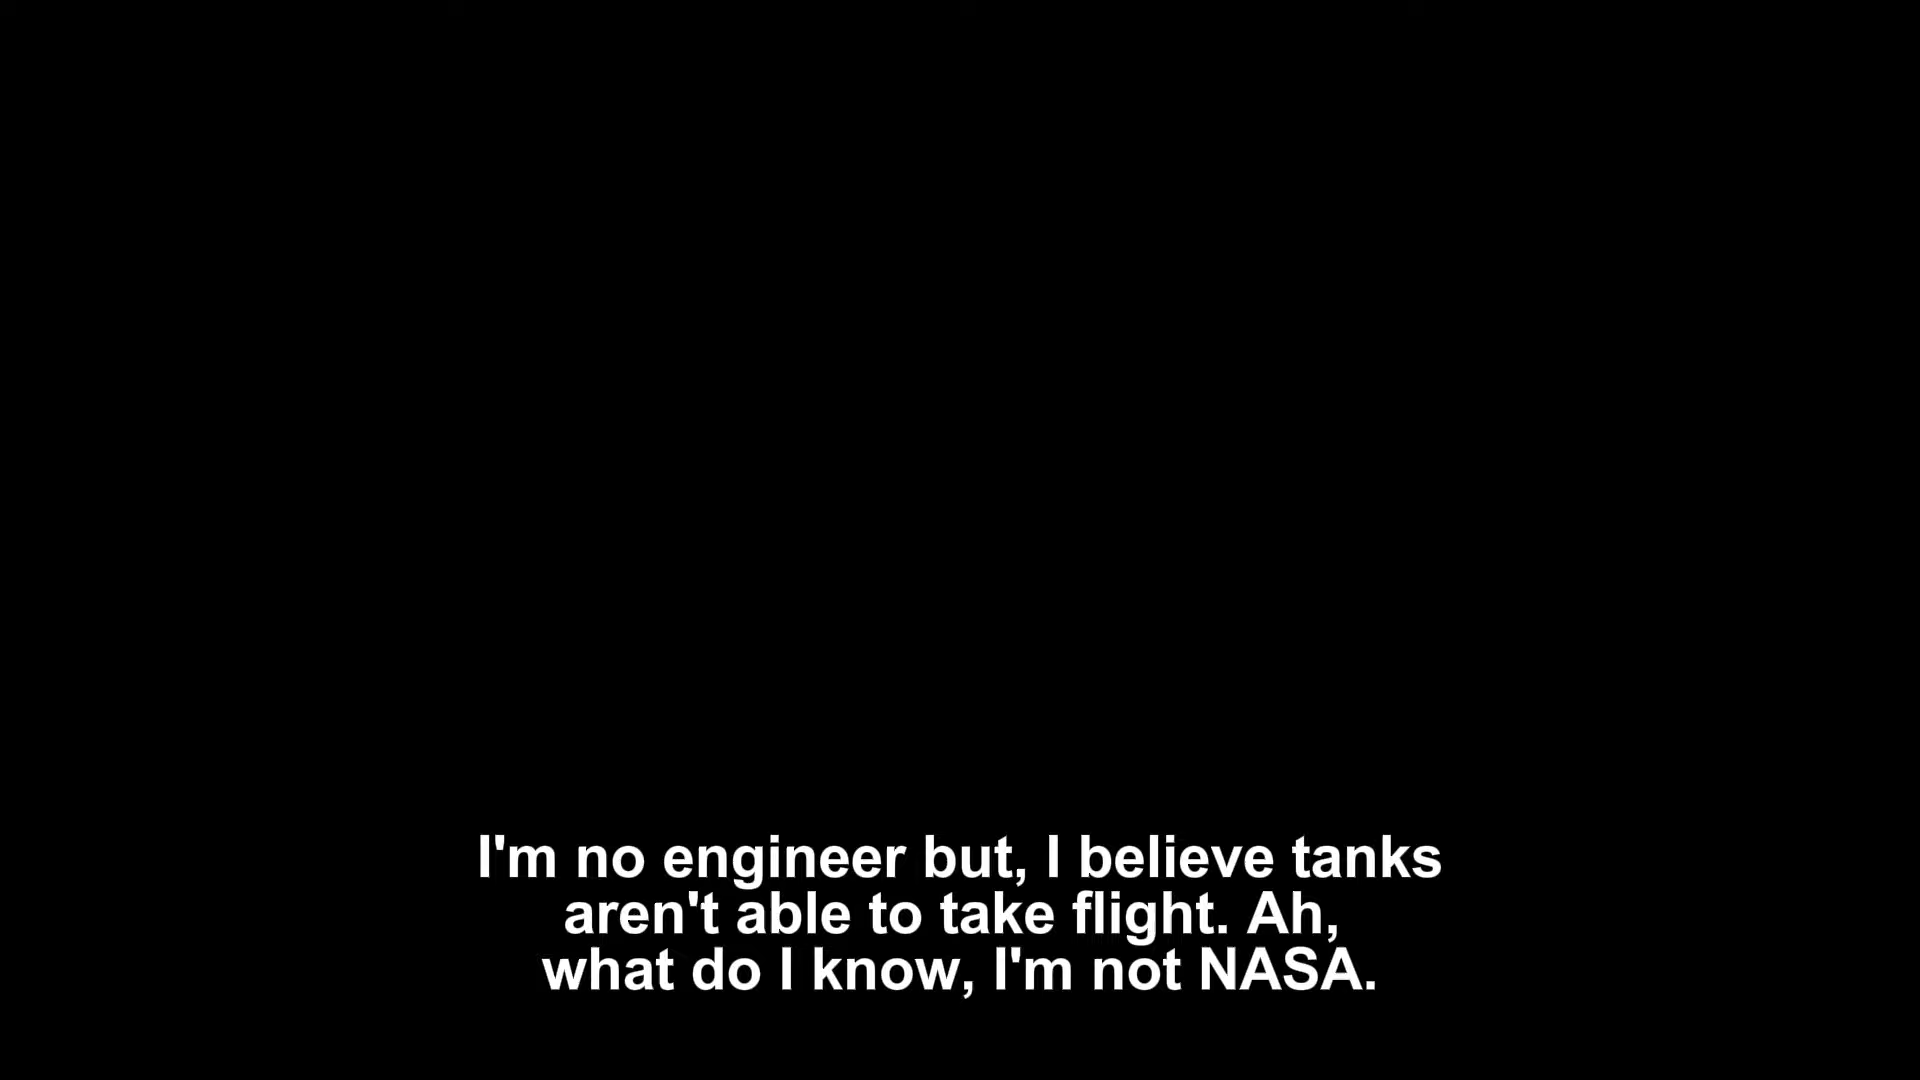 I'm no engineer but, I believe tanks
aren't able to take flight. Ah,
what do I know, I'm not NASA.